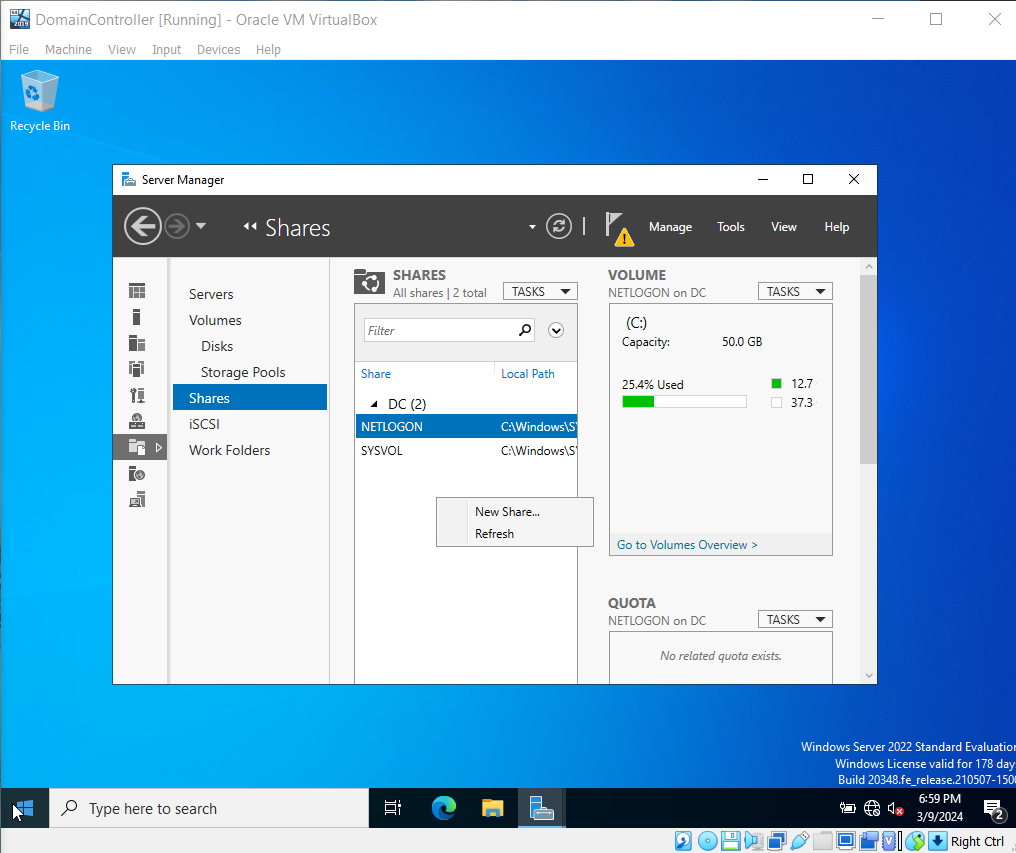 DomainController [Running] - Oracle VM VirtualBox
File Machine View Input Devices Help
Recycle Bin
Server Manager
Shares
Manage Tools View Help
Servers
Volumes
Disks
Storage Pools
Shares
iSCSI
Work Folders
SHARES
All shares | 2 total
TASKS
Filter
Share Local Path
DC (2)
NETLOGON C:\Windows\SY
SYSVOL C:\Windows\SY
New Share...
Refresh
VOLUME
NETLOGON on DC
TASKS
(C:)
Capacity: 50.0 GB
25.4% Used
12.7
37.3
Go to Volumes Overview >
QUOTA
NETLOGON on DC
TASKS
No related quota exists.
Windows Server 2022 Standard Evaluation
Windows License valid for 178 days
Build 20348.fe_release.210507-1500
Type here to search
6:59 PM
3/9/2024
2
Right Ctrl